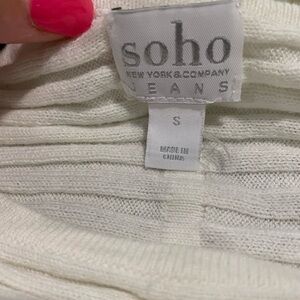 soho
NEW YORK & COMPANY
JEANS
S
MADE IN
CHINA